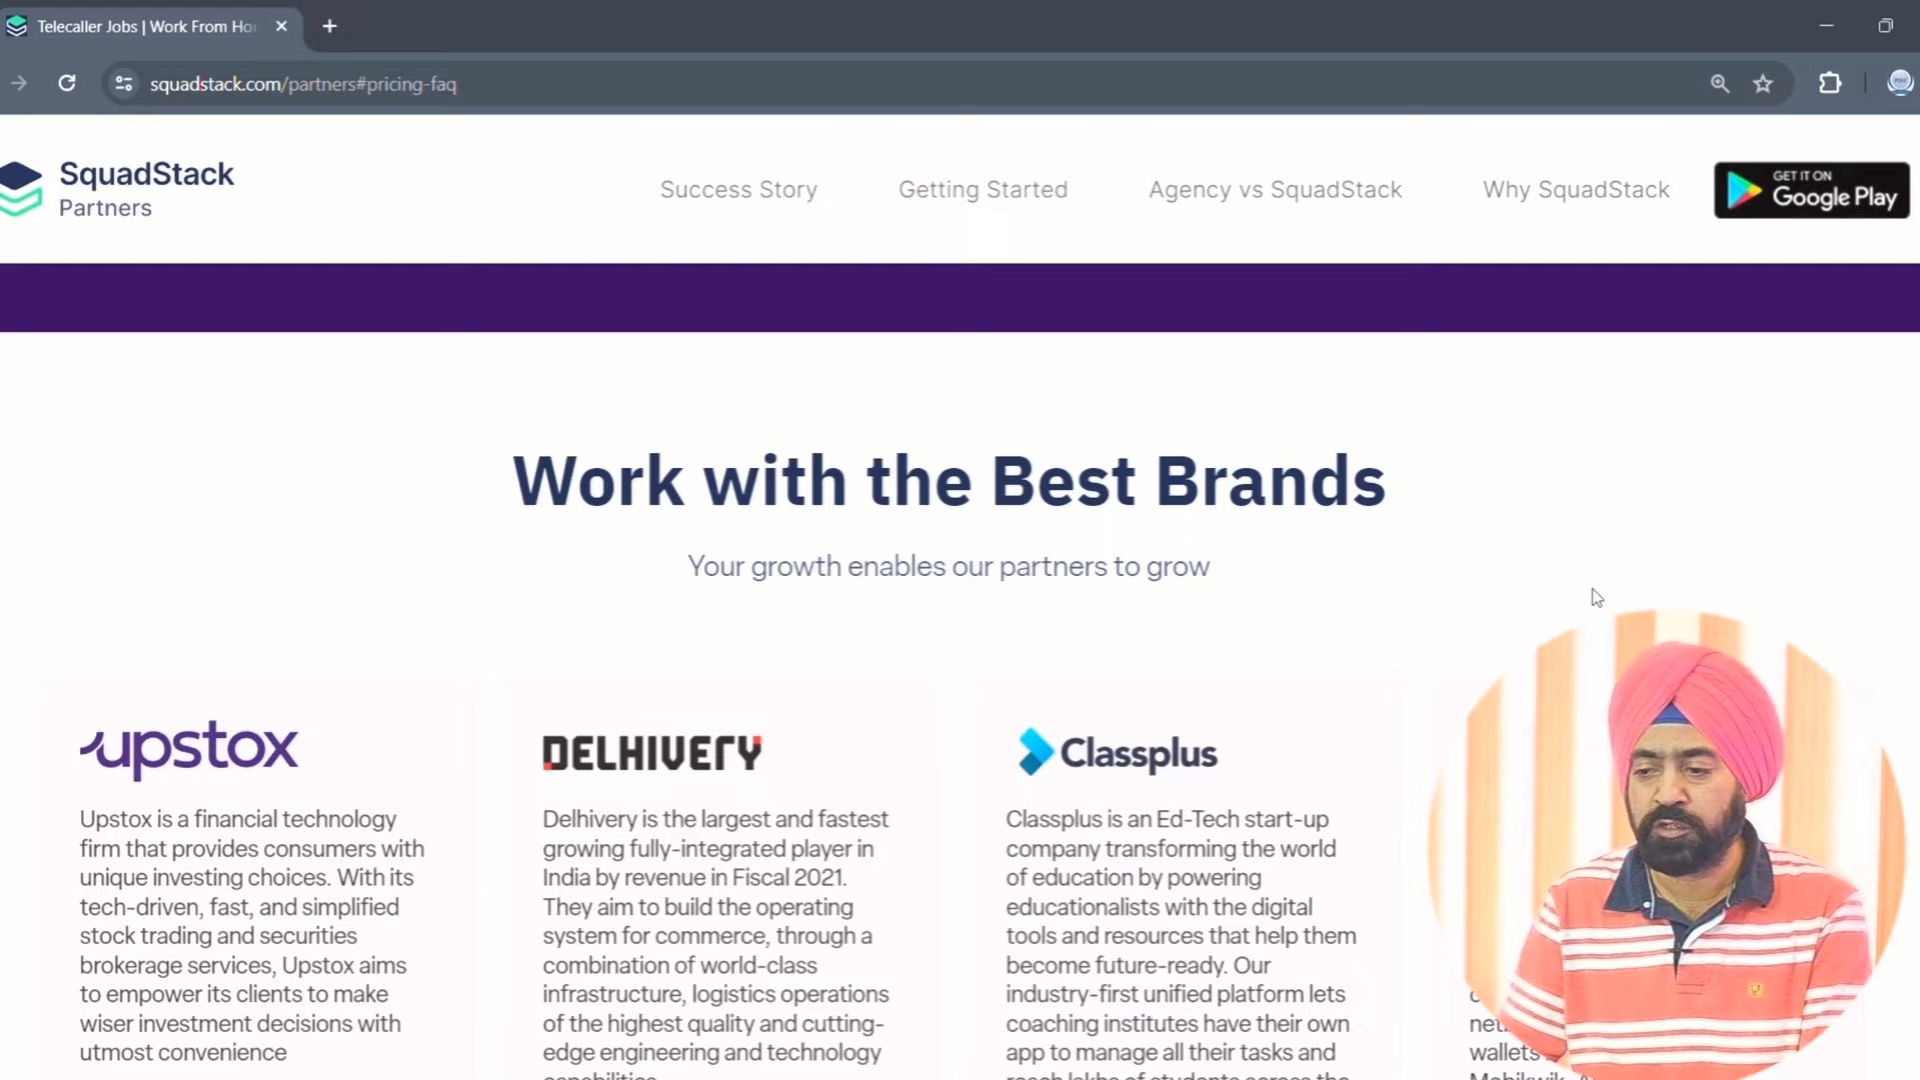 Telecaller Jobs | Work From Ho
squadstack.com/partners#pricing-faq
SquadStack
Partners
Success Story
Getting Started
Agency vs SquadStack
Why SquadStack
GET IT ON
Google Play
Work with the Best Brands
Your growth enables our partners to grow
upstox
Upstox is a financial technology
firm that provides consumers with
unique investing choices. With its
tech-driven, fast, and simplified
stock trading and securities
brokerage services, Upstox aims
to empower its clients to make
wiser investment decisions with
utmost convenience
DELHIVERY
Delhivery is the largest and fastest
growing fully-integrated player in
India by revenue in Fiscal 2021.
They aim to build the operating
system for commerce, through a
combination of world-class
infrastructure, logistics operations
of the highest quality and cutting-
edge engineering and technology
capabilities
Classplus
Classplus is an Ed-Tech start-up
company transforming the world
of education by powering
educationalists with the digital
tools and resources that help them
become future-ready. Our
industry-first unified platform lets
coaching institutes have their own
app to manage all their tasks and
reach lakhs of students across the
net
wallets
Mobikwik